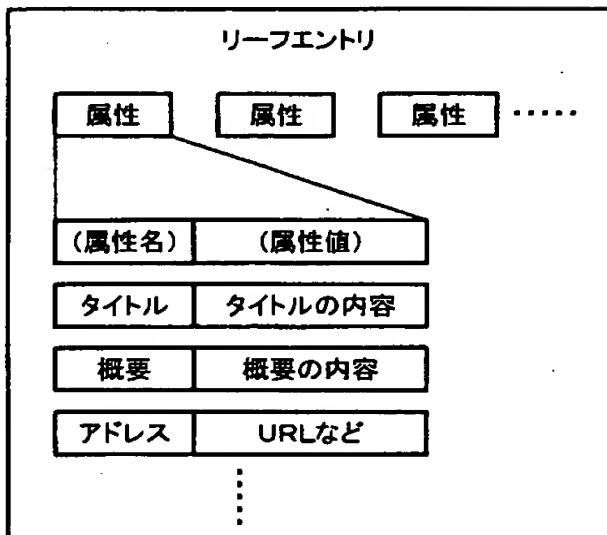 リーフエントリ
属性 属性 属性 ・・・・・
(属性名) (属性値)
タイトル タイトルの内容
概要 概要の内容
アドレス URLなど